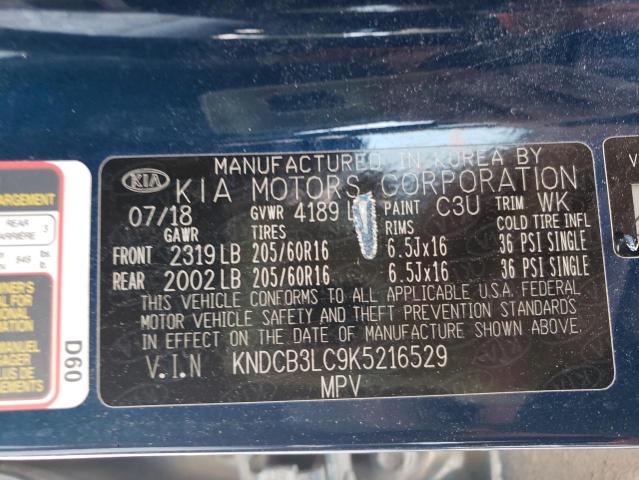 MANUFACTURED IN KOREA BY
KIA KIA MOTORS CORPORATION
07/18 GVWR 4189 PAINT C3U TRIM WK
GAWR TIRES RIMS COLD TIRE INFL
FRONT 2319 LB 205/60R16 6.5Jx16 36 PSI SINGLE
REAR 2002 LB 205/60R16 6.5Jx16 36 PSI SINGLE
THIS VEHICLE CONFORMS TO ALL APPLICABLE U.S.A. FEDERAL
MOTOR VEHICLE SAFETY AND THEFT PREVENTION STANDARDS
IN EFFECT ON THE DATE OF MANUFACTURE SHOWN ABOVE.
V.I.N KNDCB3LC9K5216529
MPV
REAR 3
lbs.
D60